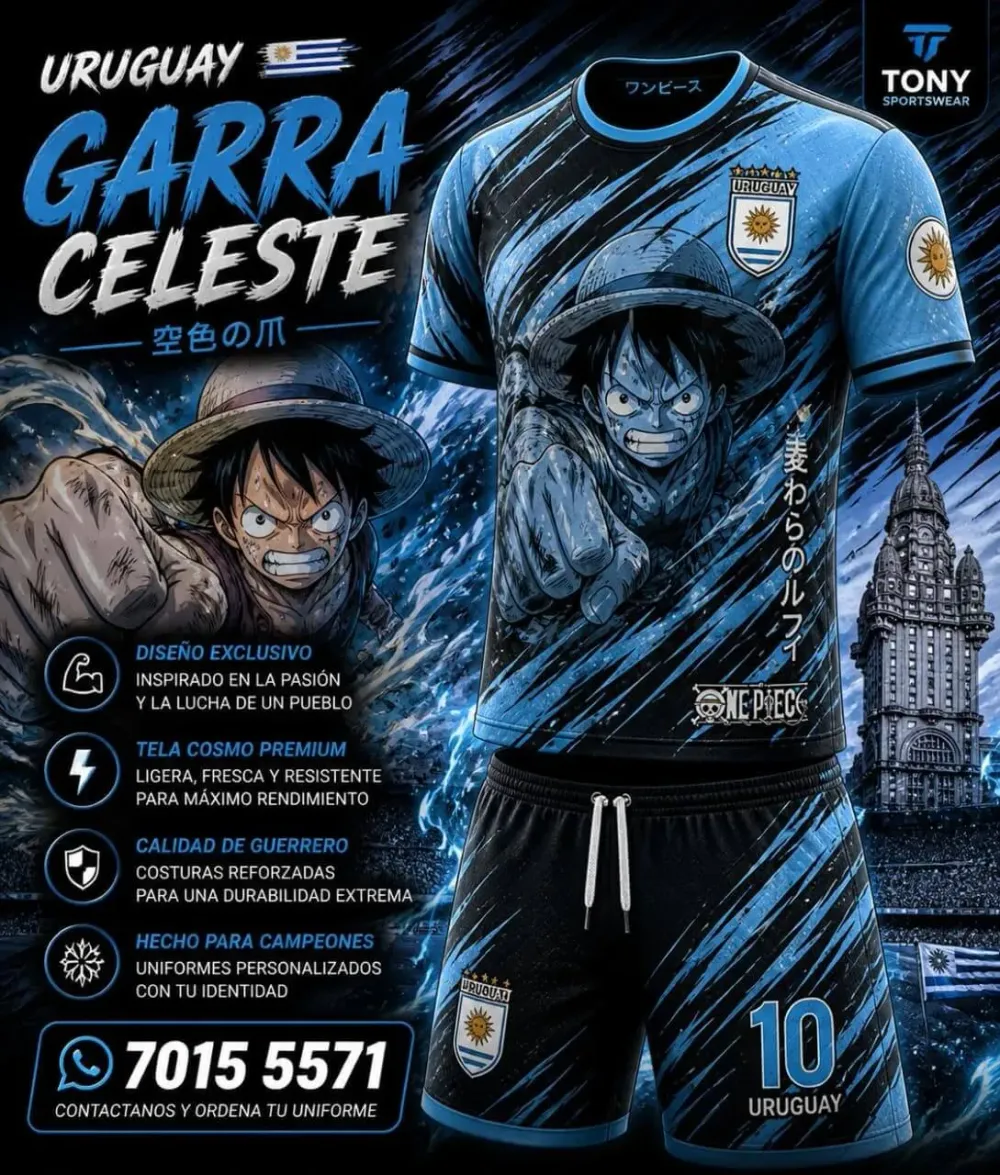 URUGUAY
GARRA
CELESTE
空色の爪
TONY
SPORTSWEAR
ワンピース
URUGUAY
麦わらのルフィ
ONE PIECE
DISEÑO EXCLUSIVO
INSPIRADO EN LA PASIÓN
Y LA LUCHA DE UN PUEBLO
TELA COSMO PREMIUM
LIGERA, FRESCA Y RESISTENTE
PARA MÁXIMO RENDIMIENTO
CALIDAD DE GUERRERO
COSTURAS REFORZADAS
PARA UNA DURABILIDAD EXTREMA
HECHO PARA CAMPEONES
UNIFORMES PERSONALIZADOS
CON TU IDENTIDAD
7015 5571
CONTACTANOS Y ORDENA TU UNIFORME
URUGUAY
10
URUGUAY